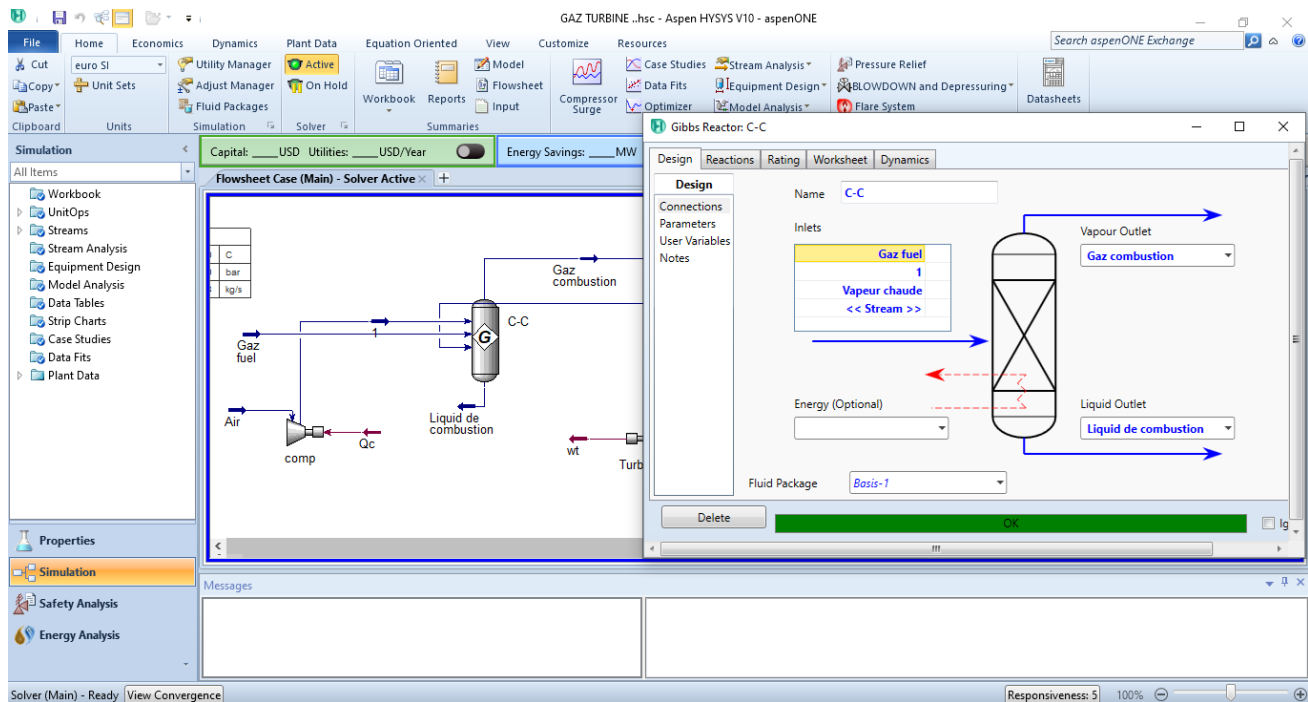 GAZ TURBINE ..hsc - Aspen HYSYS V10 - aspenONE
File Home Economics Dynamics Plant Data Equation Oriented View Customize Resources
Search aspenONE Exchange
Cut
Copy
Paste
Clipboard
euro SI
Unit Sets
Units
Utility Manager
Adjust Manager
Fluid Packages
Simulation
Active
On Hold
Solver
Workbook
Reports
Model
Flowsheet
Input
Summaries
Compressor
Surge
Case Studies
Data Fits
Optimizer
Stream Analysis
Equipment Design
Model Analysis
Pressure Relief
BLOWDOWN and Depressuring
Flare System
Datasheets
Simulation
All Items
Workbook
UnitOps
Streams
Stream Analysis
Equipment Design
Model Analysis
Data Tables
Strip Charts
Case Studies
Data Fits
Plant Data
Properties
Simulation
Safety Analysis
Energy Analysis
Capital: ____USD Utilities: ____USD/Year
Energy Savings: ____MW
Flowsheet Case (Main) - Solver Active
C
bar
kg/s
Gaz
fuel
1
Air
comp
Qc
C-C
G
Gaz
combustion
Liquid de
combustion
wt
Turb
Gibbs Reactor: C-C
Design Reactions Rating Worksheet Dynamics
Design
Connections
Parameters
User Variables
Notes
Name C-C
Inlets
Gaz fuel
1
Vapeur chaude
<< Stream >>
Vapour Outlet
Gaz combustion
Energy (Optional)
Liquid Outlet
Liquid de combustion
Fluid Package Basis-1
Delete
OK
Ig
Messages
Solver (Main) - Ready View Convergence
Responsiveness: 5 100%